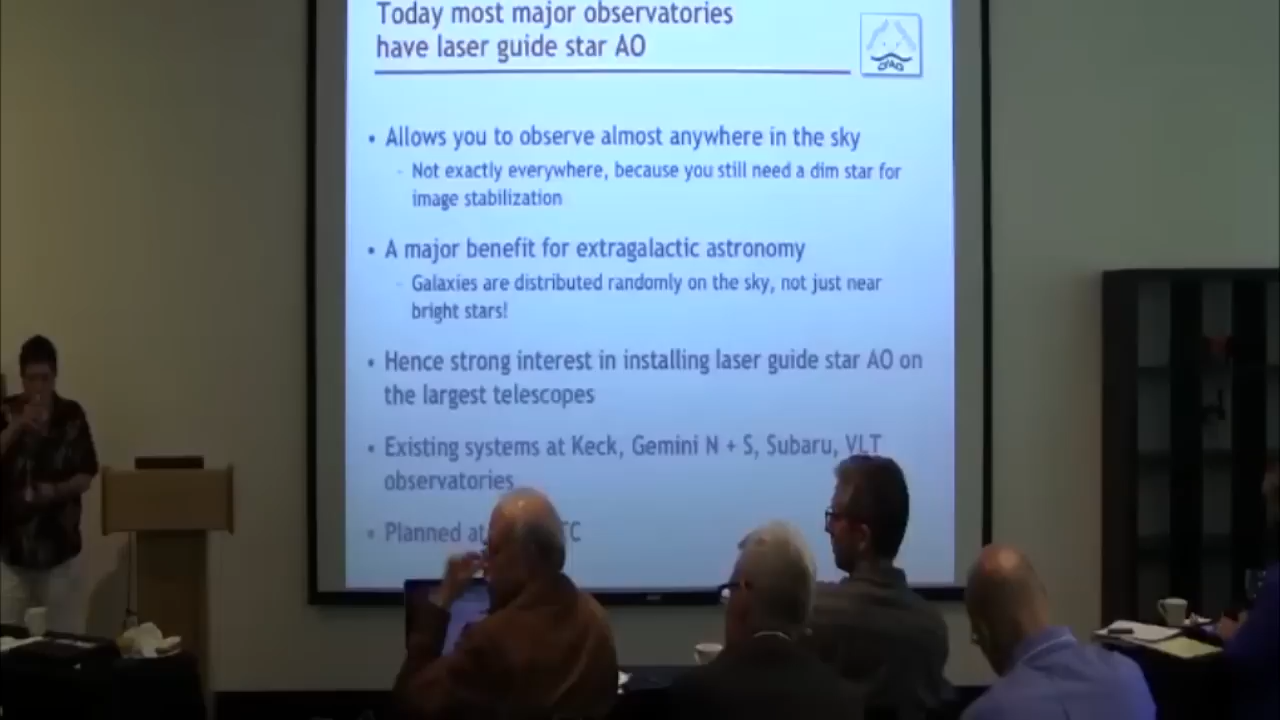 Today most major observatories
have laser guide star AO
CfAO
• Allows you to observe almost anywhere in the sky
- Not exactly everywhere, because you still need a dim star for
image stabilization
• A major benefit for extragalactic astronomy
- Galaxies are distributed randomly on the sky, not just near
bright stars!
• Hence strong interest in installing laser guide star AO on
the largest telescopes
• Existing systems at Keck, Gemini N + S, Subaru, VLT
observatories
• Planned at